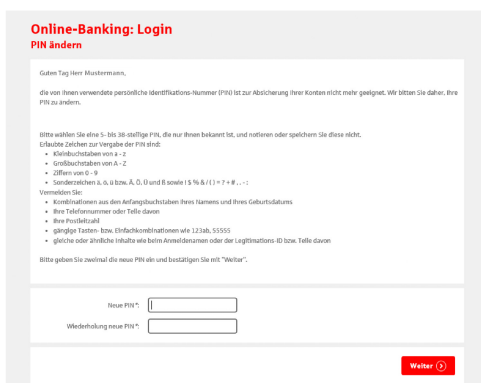 Online-Banking: Login
PIN ändern
Guten Tag Herr Mustermann,
die von Ihnen verwendete persönliche Identifikations-Nummer (PIN) ist zur Absicherung Ihrer Konten nicht mehr geeignet. Wir bitten Sie daher, Ihre
PIN zu ändern.
Bitte wählen Sie eine 5- bis 38-stellige PIN, die nur Ihnen bekannt ist, und notieren oder speichern Sie diese nicht.
Erlaubte Zeichen zur Vergabe der PIN sind:
• Kleinbuchstaben von a - z
• Großbuchstaben von A - Z
• Ziffern von 0 - 9
• Sonderzeichen ä, ö, ü bzw. Ä, Ö, Ü und ß sowie ! $ % & / ( ) = ? + # , . - :
Vermeiden Sie:
• Kombinationen aus den Anfangsbuchstaben Ihres Namens und Ihres Geburtsdatums
• Ihre Telefonnummer oder Teile davon
• Ihre Postleitzahl
• gängige Tasten- bzw. Einfachkombinationen wie 123ab, 55555
• gleiche oder ähnliche Inhalte wie beim Anmeldenamen oder der Legitimations-ID bzw. Teile davon
Bitte geben Sie zweimal die neue PIN ein und bestätigen Sie mit "Weiter".
Neue PIN*:
Wiederholung neue PIN*:
Weiter